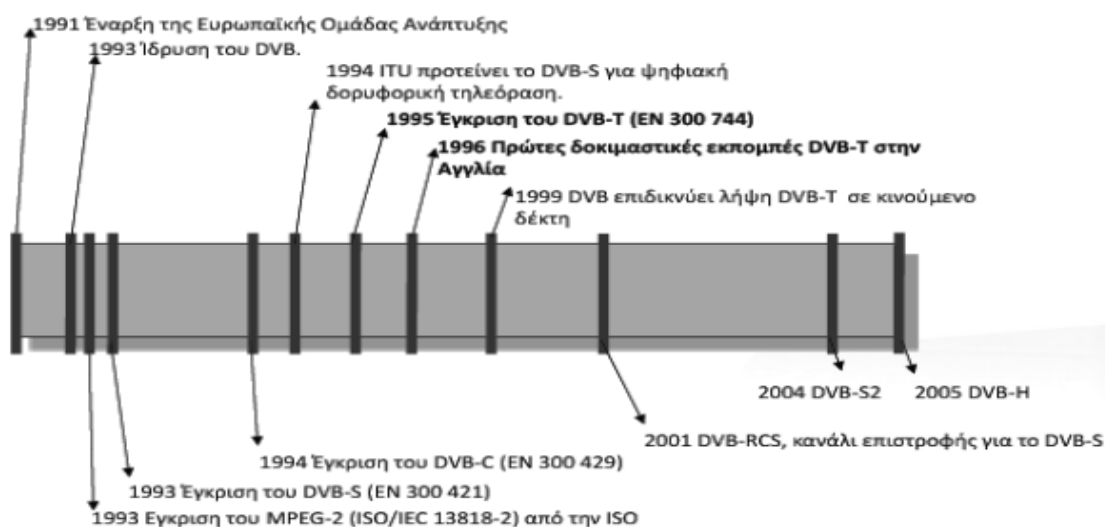 1991 Έναρξη της Ευρωπαϊκής Ομάδας Ανάπτυξης
1993 Ίδρυση του DVB.
1994 ITU προτείνει το DVB-S για ψηφιακή
δορυφορική τηλεόραση.
1995 Έγκριση του DVB-T (EN 300 744)
1996 Πρώτες δοκιμαστικές εκπομπές DVB-T στην
Αγγλία
1999 DVB επιδικνύει λήψη DVB-T σε κινούμενο
δέκτη
2004 DVB-S2
2005 DVB-H
2001 DVB-RCS, κανάλι επιστροφής για το DVB-S
1994 Έγκριση του DVB-C (EN 300 429)
1993 Έγκριση του DVB-S (EN 300 421)
1993 Εγκριση του MPEG-2 (ISO/IEC 13818-2) από την ISO